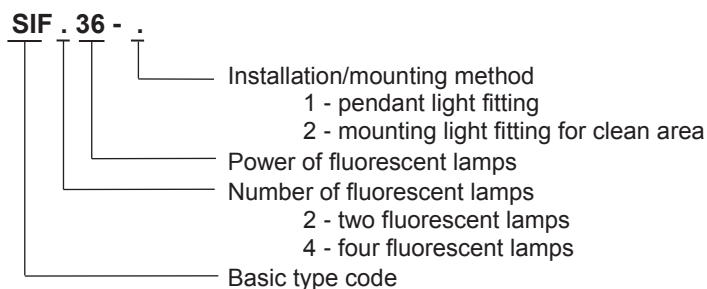 SIF . 36 - .
Installation/mounting method
1 - pendant light fitting
2 - mounting light fitting for clean area
Power of fluorescent lamps
Number of fluorescent lamps
2 - two fluorescent lamps
4 - four fluorescent lamps
Basic type code